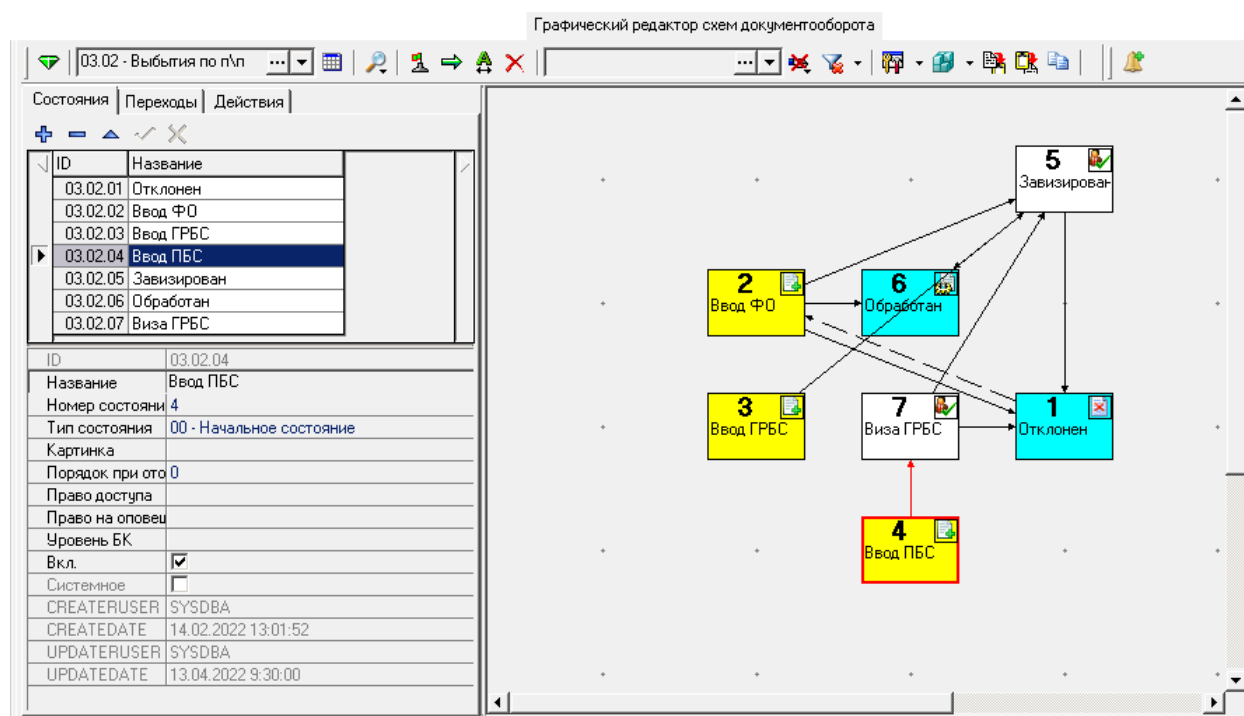 Графический редактор схем документооборота
03.02 - Выбытия по п\п ...
...
Состояния Переходы Действия
ID Название
03.02.01 Отклонен
03.02.02 Ввод ФО
03.02.03 Ввод ГРБС
03.02.04 Ввод ПБС
03.02.05 Завизирован
03.02.06 Обработан
03.02.07 Виза ГРБС
ID 03.02.04
Название Ввод ПБС
Номер состояни 4
Тип состояния 00 - Начальное состояние
Картинка
Порядок при ото 0
Право доступа
Право на оповец
Уровень БК
Вкл.
Системное
CREATERUSER SYSDBA
CREATEDATE 14.02.2022 13:01:52
UPDATERUSER SYSDBA
UPDATEDATE 13.04.2022 9:30:00
5
Завизирован
2
Ввод ФО
6
Обработан
3
Ввод ГРБС
7
Виза ГРБС
1
Отклонен
4
Ввод ПБС